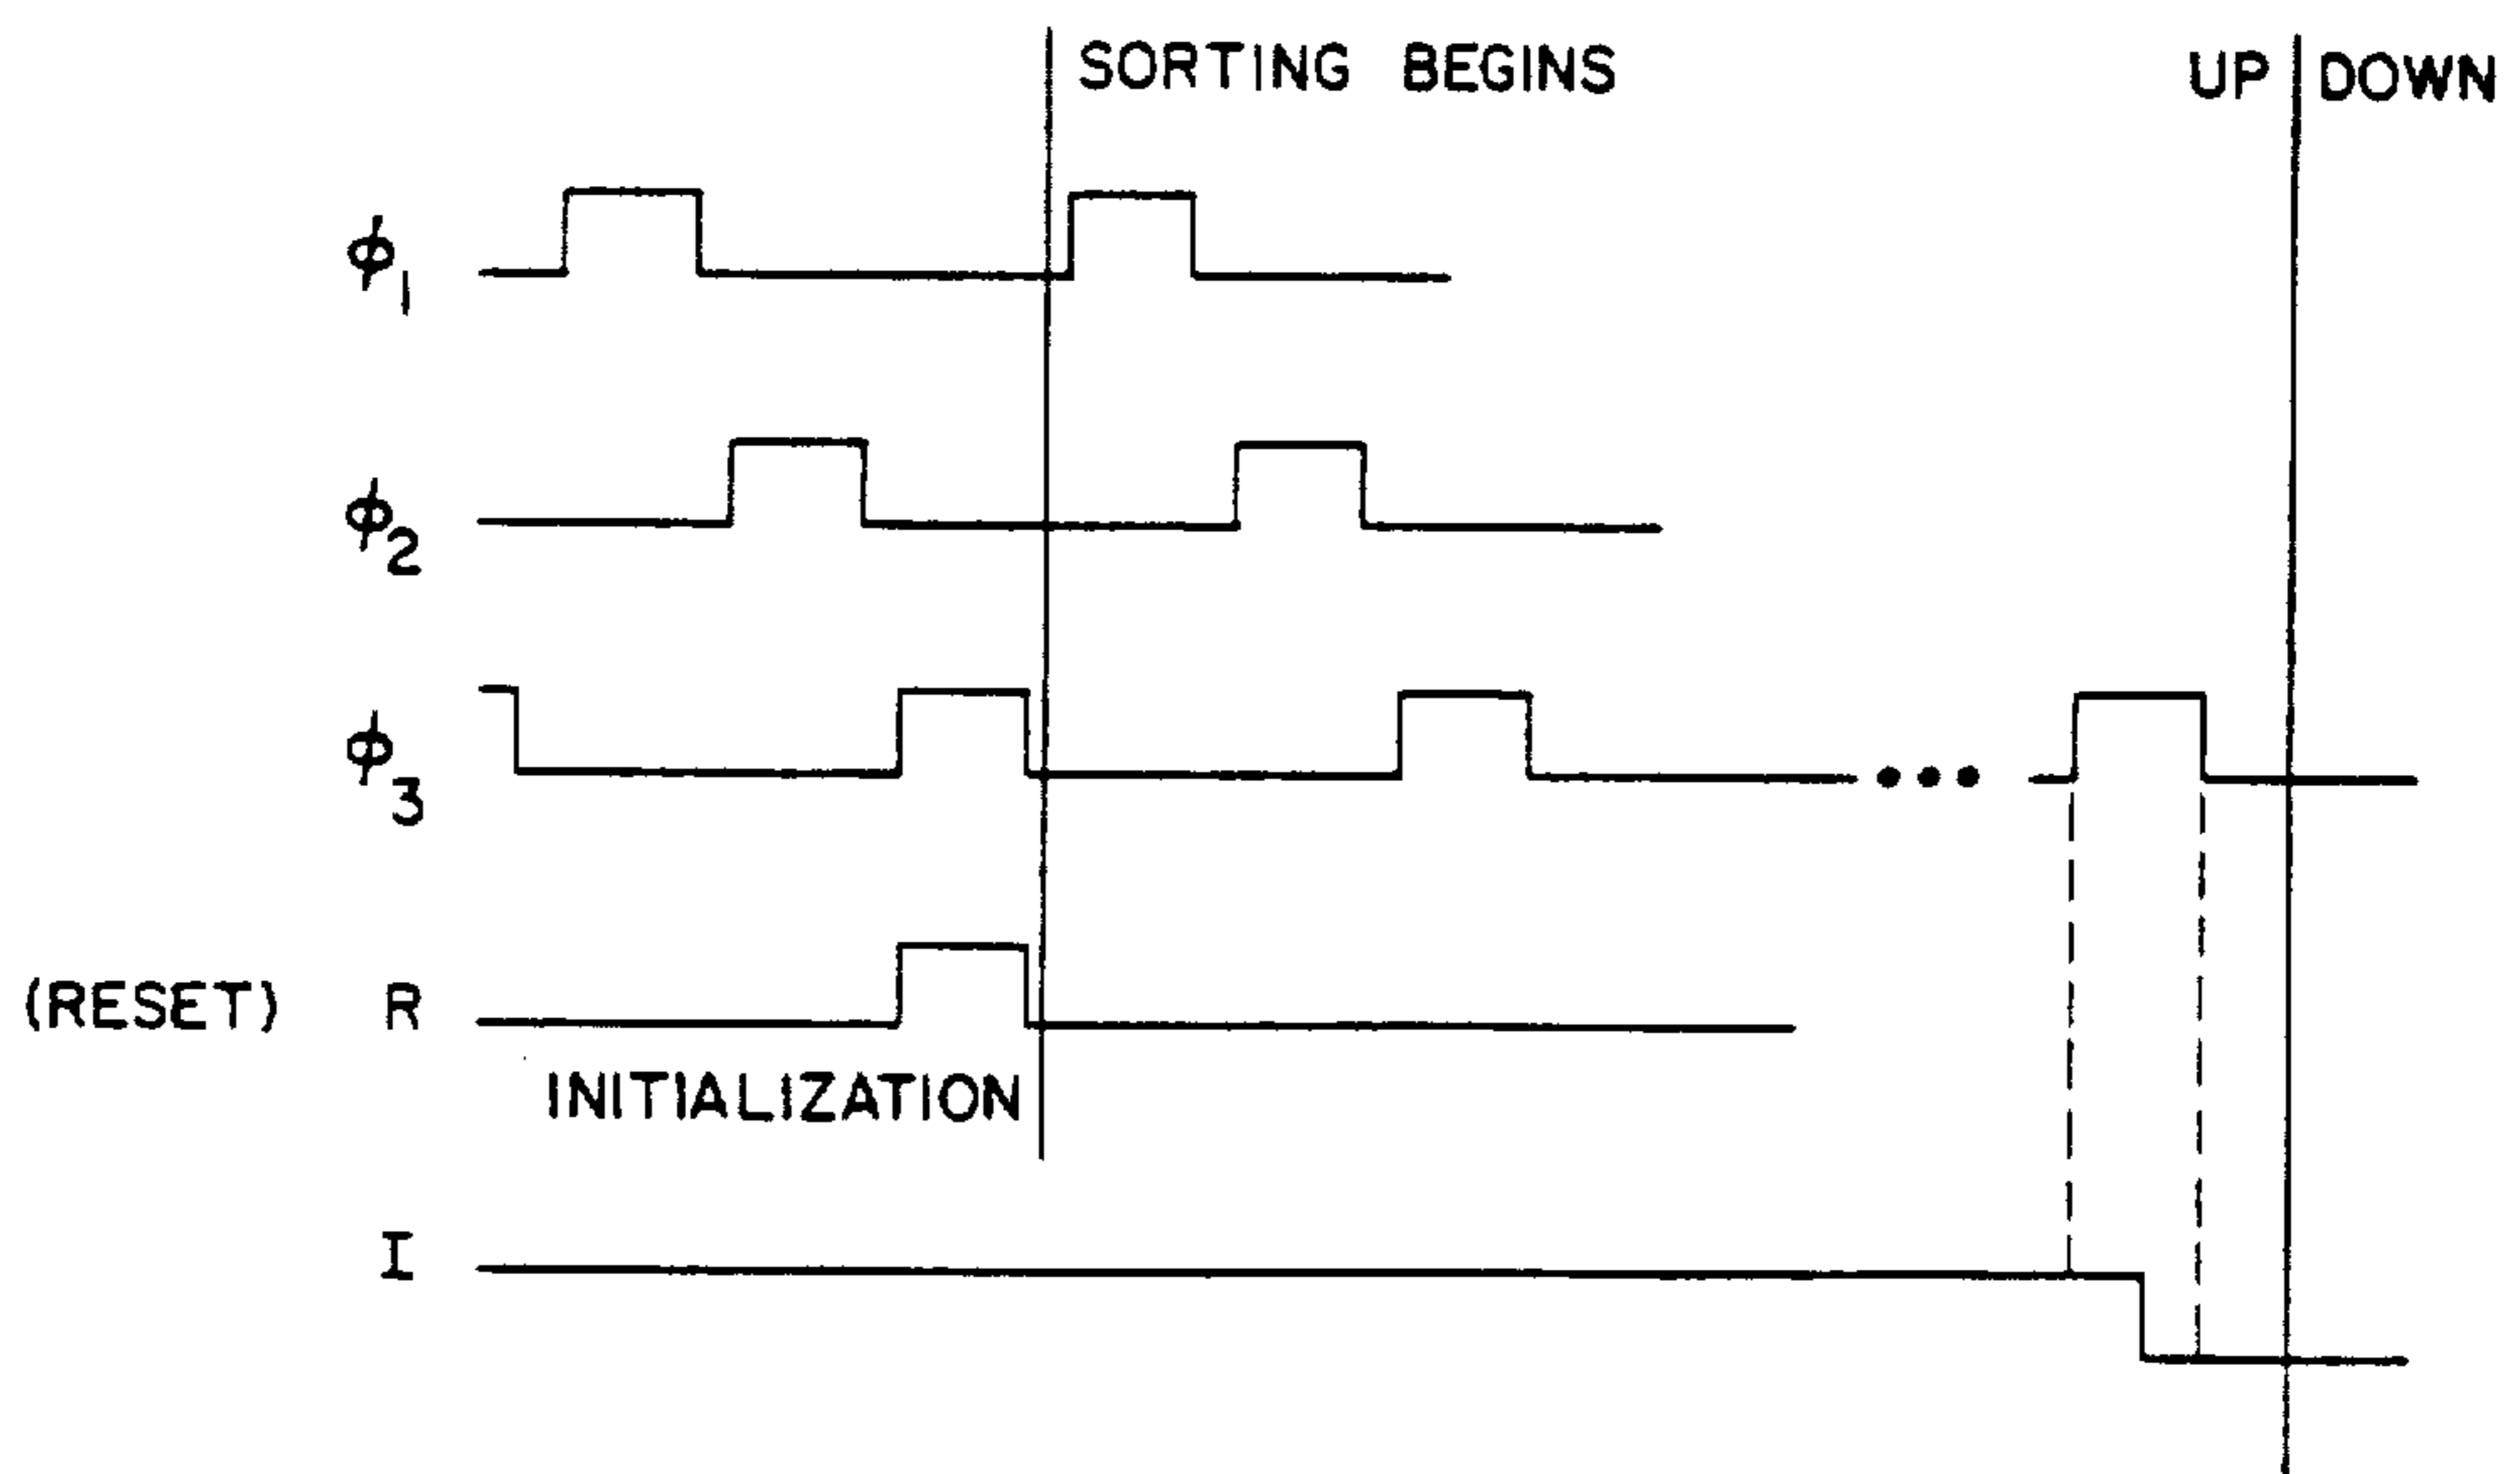 SORTING BEGINS
UP DOWN
ϕ1
ϕ2
ϕ3
(RESET) R
INITIALIZATION
I